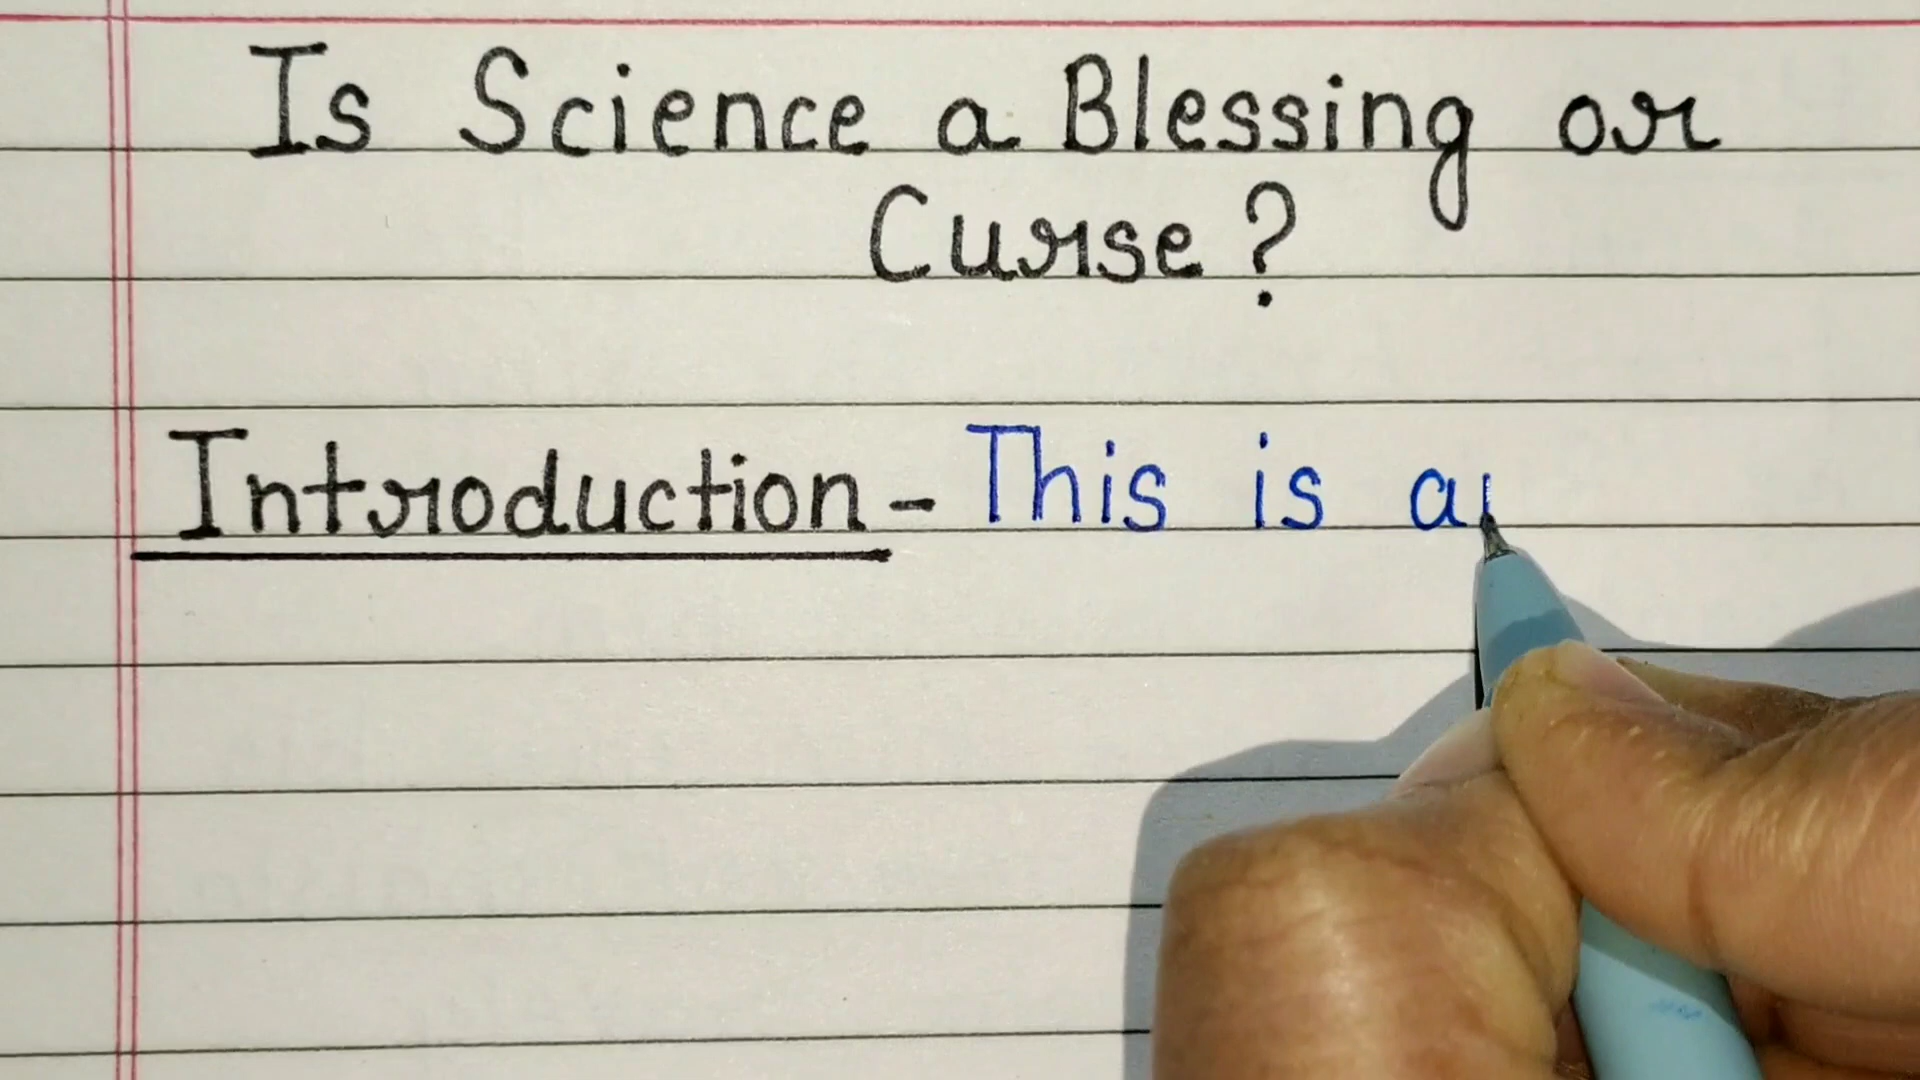 Is Science a Blessing or
Curse?
Introduction - This is